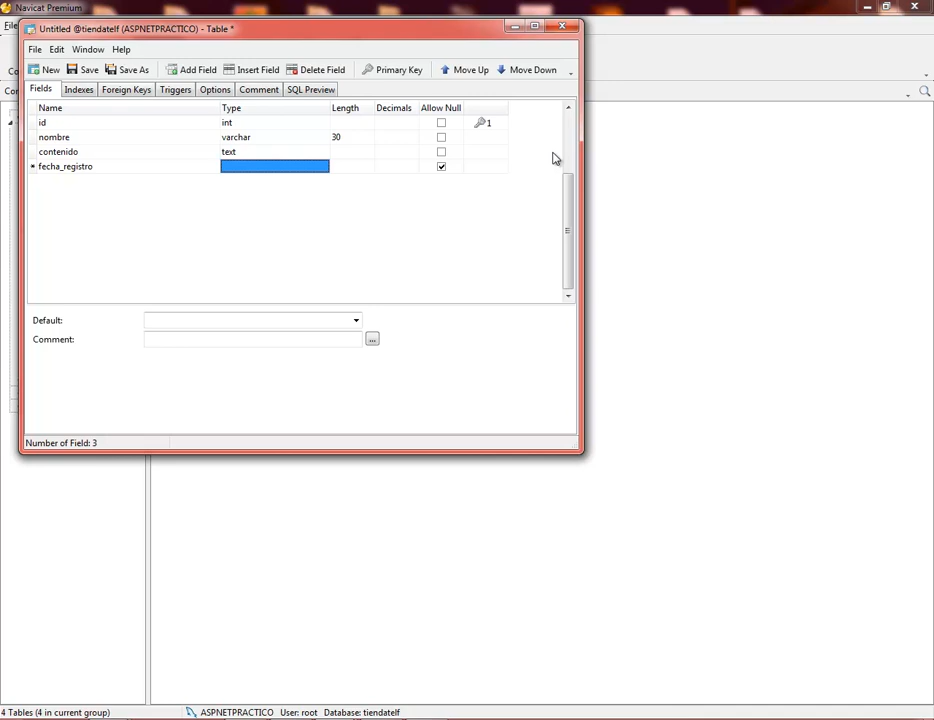 Navicat Premium
Untitled @tiendatelf (ASPNETPRACTICO) - Table *
File Edit Window Help
New Save Save As Add Field Insert Field Delete Field Primary Key Move Up Move Down
Fields Indexes Foreign Keys Triggers Options Comment SQL Preview
Name Type Length Decimals Allow Null
id int 1
nombre varchar 30
contenido text
fecha_registro
Default:
Comment: ...
Number of Field: 3
4 Tables (4 in current group) ASPNETPRACTICO User: root Database: tiendatelf